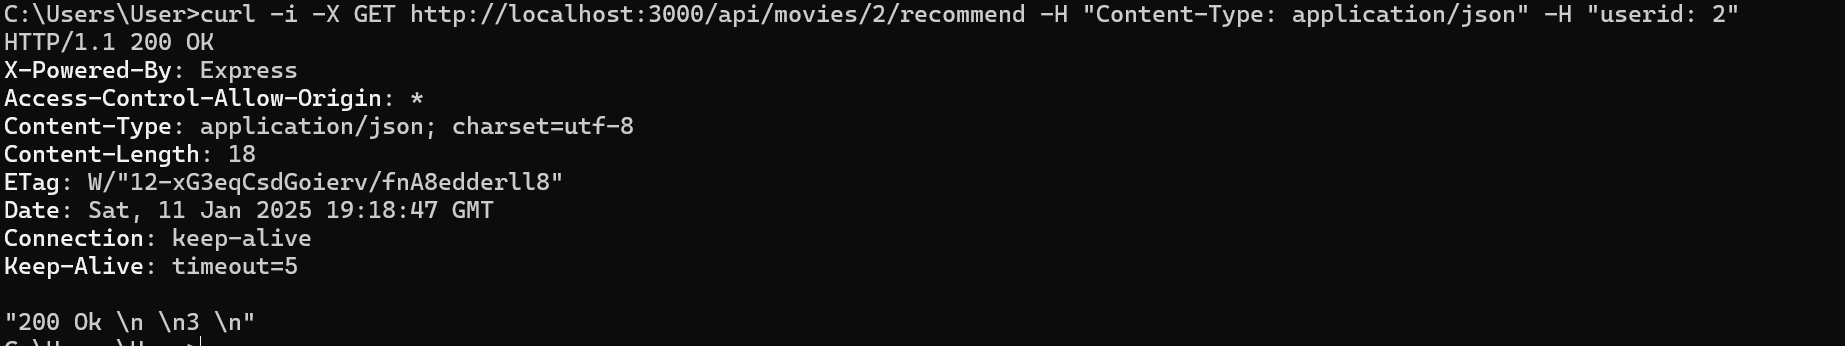 C:\Users\User>curl -i -X GET http://localhost:3000/api/movies/2/recommend -H "Content-Type: application/json" -H "userid: 2"
HTTP/1.1 200 OK
X-Powered-By: Express
Access-Control-Allow-Origin: *
Content-Type: application/json; charset=utf-8
Content-Length: 18
ETag: W/"12-xG3eqCsdGoierv/fnA8edderll8"
Date: Sat, 11 Jan 2025 19:18:47 GMT
Connection: keep-alive
Keep-Alive: timeout=5

"200 Ok \n \n3 \n"